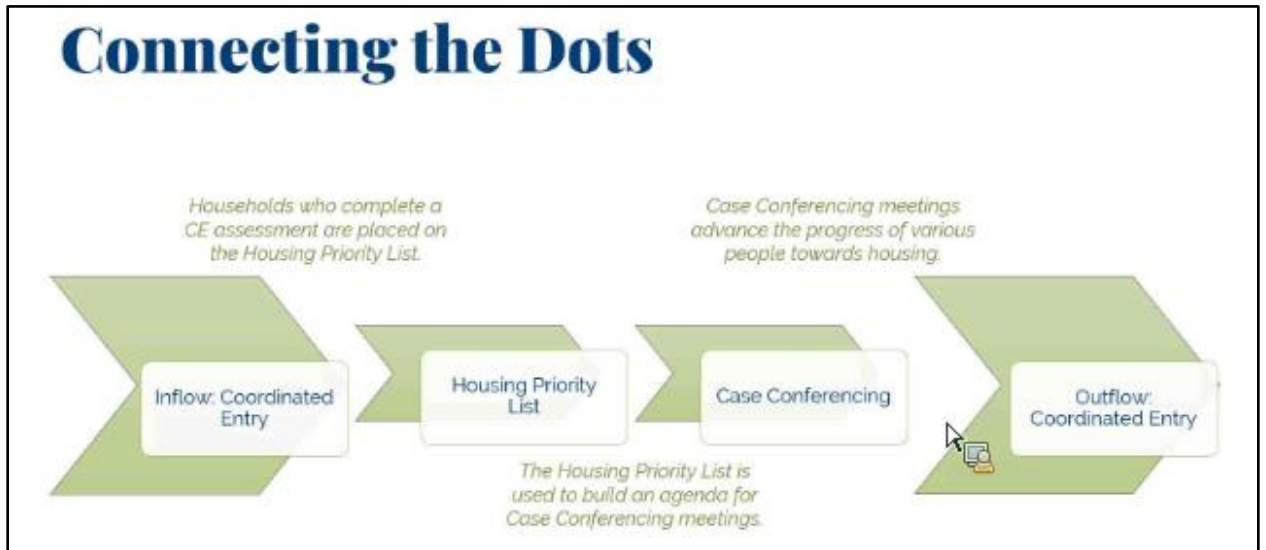 Connecting the Dots
Households who complete a
CE assessment are placed on
the Housing Priority List.
Case Conferencing meetings
advance the progress of various
people towards housing.
Inflow: Coordinated
Entry
Housing Priority
List
Case Conferencing
Outflow:
Coordinated Entry
The Housing Priority List is
used to build an agenda for
Case Conferencing meetings.